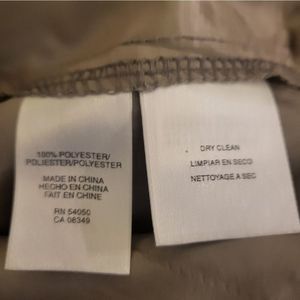 100% POLYESTER/
POLIESTER/POLYESTER
MADE IN CHINA
HECHO EN CHINA
FAIT EN CHINE
RN 54050
CA 08349
DRY CLEAN
LIMPIAR EN SECO
NETTOYAGE A SEC